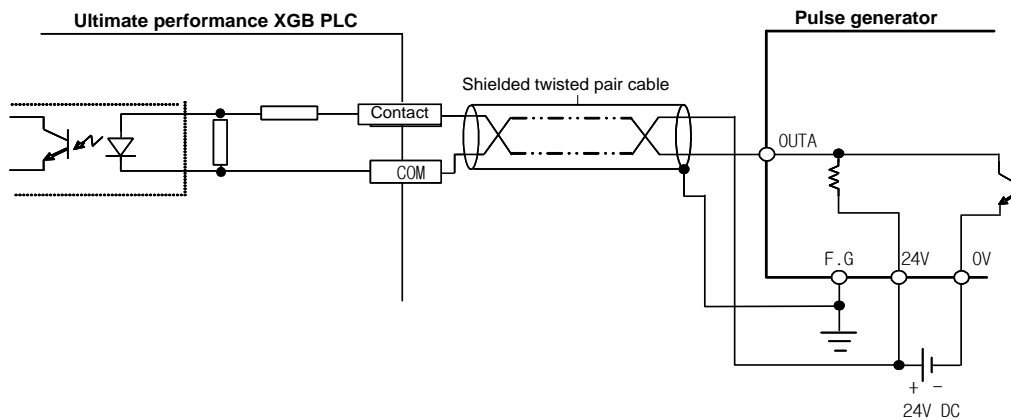 Ultimate performance XGB PLC
Pulse generator
Shielded twisted pair cable
Contact
COM
OUTA
F.G
24V
0V
+
-
24V DC